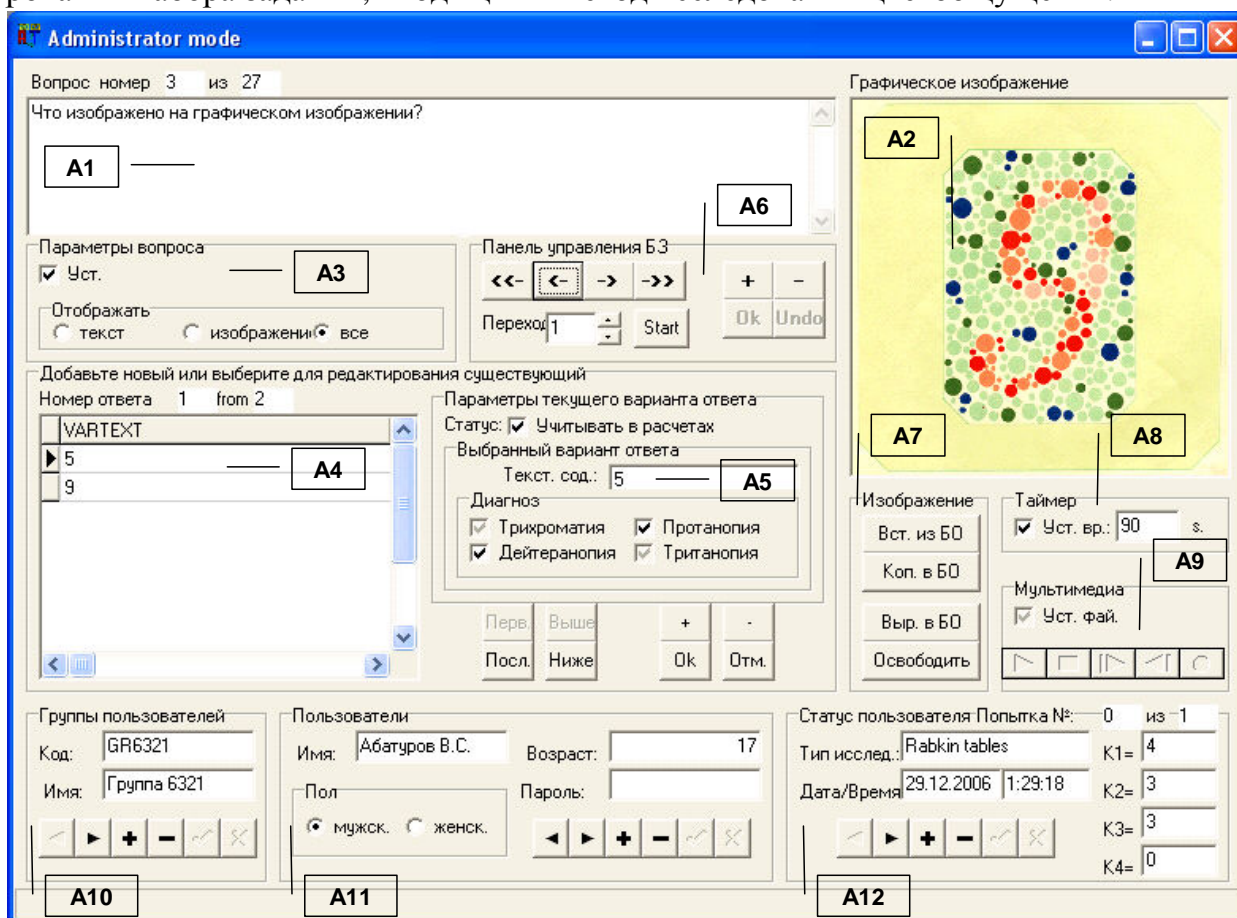 Administrator mode
Вопрос номер 3 из 27
Что изображено на графическом изображении?
A1
Графическое изображение
A2
A6
Параметры вопроса
Уст.
A3
Отображать
текст изображени все
Панель управления БЗ
<<- <- -> ->> + -
Переход 1 Start Ok Undo
Добавьте новый или выберите для редактирования существующий
Номер ответа 1 from 2
VARTEXT
5
9
A4
Параметры текущего варианта ответа
Статус: Учитывать в расчетах
Выбранный вариант ответа
Текст. сод.: 5
A5
Диагноз
Трихроматия Протанопия
Дейтеранопия Тританопия
Перв. Выше + -
Посл. Ниже Ok Отм.
A7
A8
Изображение
Вст. из БО
Коп. в БО
Выр. в БО
Освободить
Таймер
Уст. вр.: 90 s.
A9
Мультимедиа
Уст. фай.
Группы пользователей
Код: GR6321
Имя: Группа 6321
A10
Пользователи
Имя: Абатуров В.С. Возраст: 17
Пол
мужск. женск.
Пароль:
A11
Статус пользователя Попытка №: 0 из 1
Тип исслед.: Rabkin tables K1= 4
Дата/Время 29.12.2006 1:29:18 K2= 3
K3= 3
K4= 0
A12